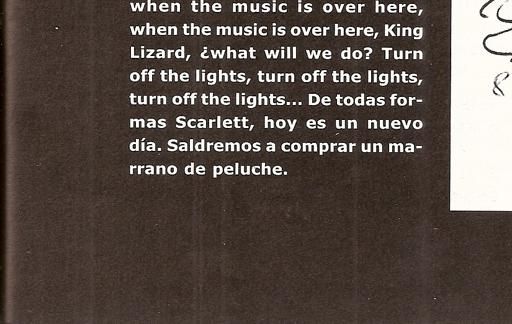 when the music is over here,
when the music is over here, King
Lizard, ¿what will we do? Turn
off the lights, turn off the lights,
turn off the lights... De todas for-
mas Scarlett, hoy es un nuevo
día. Saldremos a comprar un ma-
rrano de peluche.
8